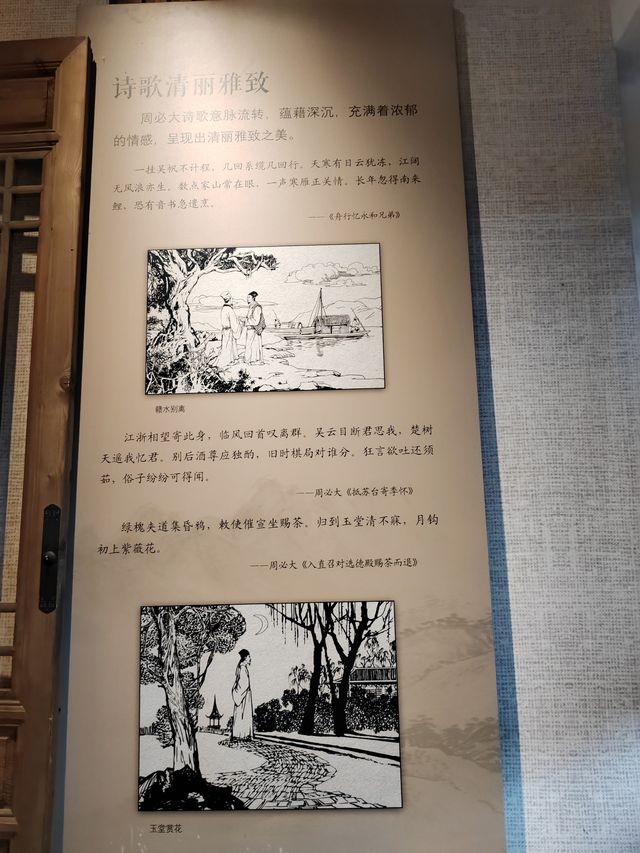 诗歌清丽雅致
周必大诗歌意脉流转，蕴藉深沉，充满着浓郁
的情感，呈现出清丽雅致之美。
一挂吴帆不计程，几回系缆几回行。天寒有日云犹冻，江阔
无风浪亦生。数点家山常在眼，一声寒雁正关情。长年忽得南来
鲤，恐有音书急遣烹。
——《舟行忆永和兄弟》
赣水别离
江浙相望寄此身，临风回首叹离群。吴云目断君思我，楚树
天遥我忆君。别后酒尊应独酌，旧时棋局对谁分。狂言欲吐还须
茹，俗子纷纷可得闻。
——周必大《抵苏台寄季怀》
绿槐夹道集昏鸦，敕使催宣坐赐茶。归到玉堂清不寐，月钩
初上紫薇花。
——周必大《入直召对选德殿赐茶而退》
玉堂赏花